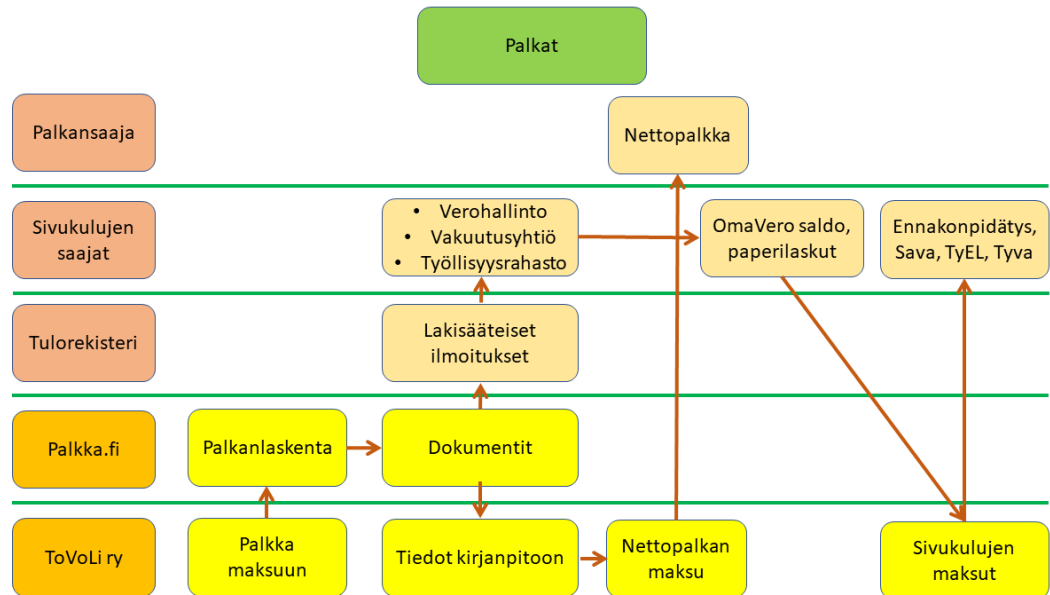 Palkat
Palkansaaja
Nettopalkka
Sivukulujen
saajat
• Verohallinto
• Vakuutusyhtiö
• Työllisyysrahasto
OmaVero saldo,
paperilaskut
Ennakonpidätys,
Sava, TyEL, Tyva
Tulorekisteri
Lakisääteiset
ilmoitukset
Palkka.fi
Palkanlaskenta
Dokumentit
ToVoLi ry
Palkka
maksuun
Tiedot kirjanpitoon
Nettopalkan
maksu
Sivukulujen
maksut